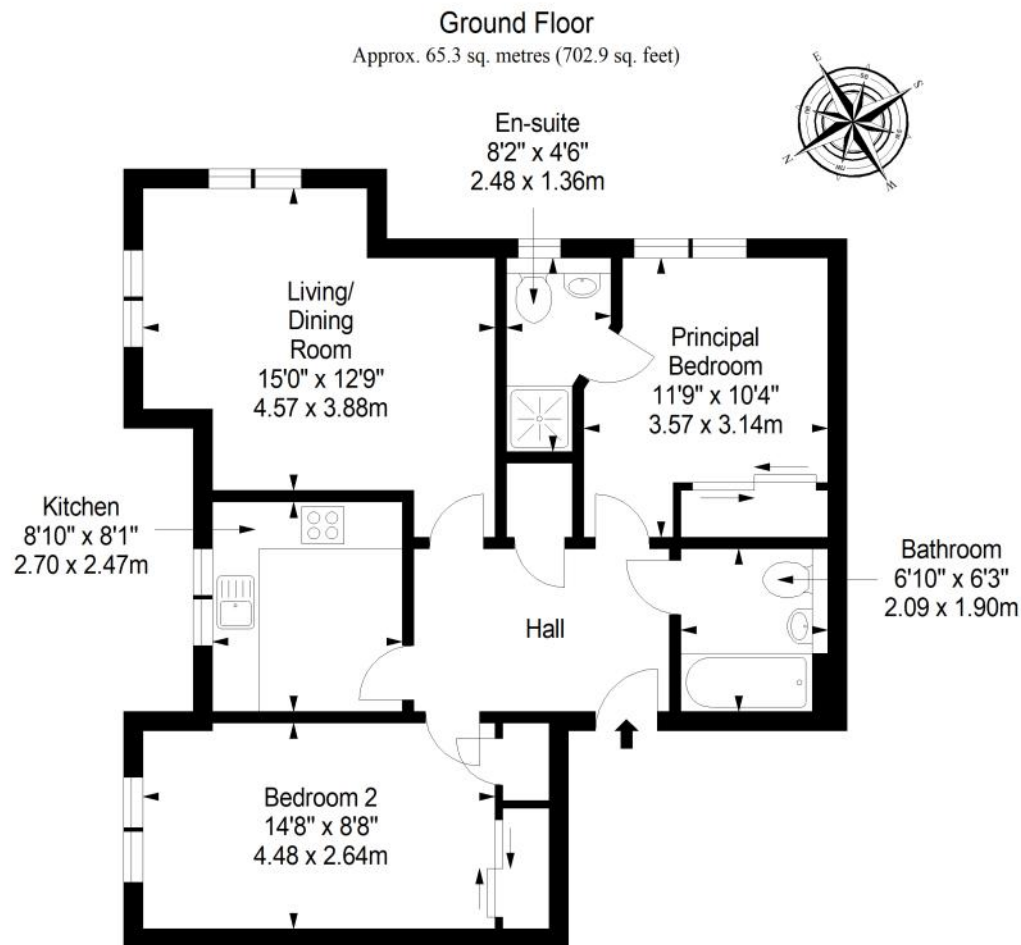 Ground Floor
Approx. 65.3 sq. metres (702.9 sq. feet)
E
S
N
W
En-suite
8'2" x 4'6"
2.48 x 1.36m
Living/
Dining
Room
15'0" x 12'9"
4.57 x 3.88m
Principal
Bedroom
11'9" x 10'4"
3.57 x 3.14m
Kitchen
8'10" x 8'1"
2.70 x 2.47m
Bathroom
6'10" x 6'3"
2.09 x 1.90m
Hall
Bedroom 2
14'8" x 8'8"
4.48 x 2.64m